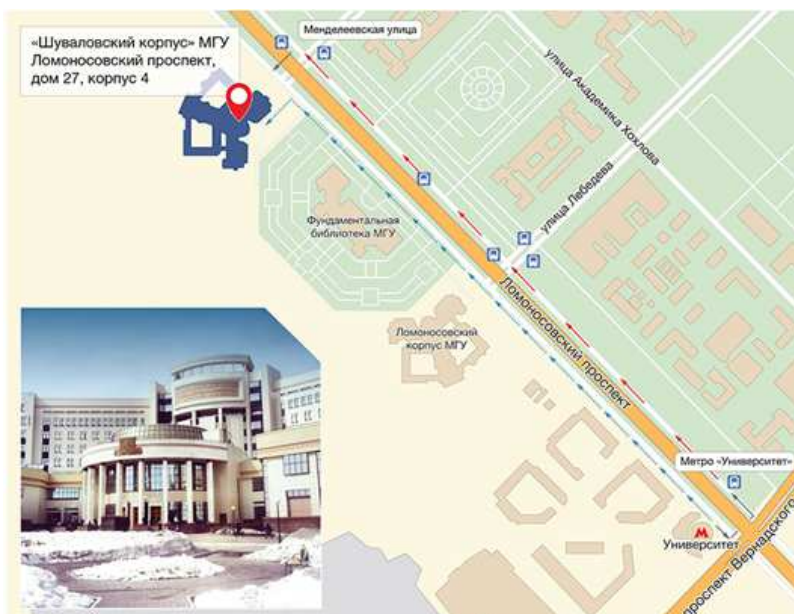 «Шуваловский корпус» МГУ
Ломоносовский проспект,
дом 27, корпус 4
Менделеевская улица
улица Академика Хохлова
улица Лебедева
Фундаментальная
библиотека МГУ
Ломоносовский проспект
Ломоносовский
корпус МГУ
Метро «Университет»
М
Университет
проспект Вернадского